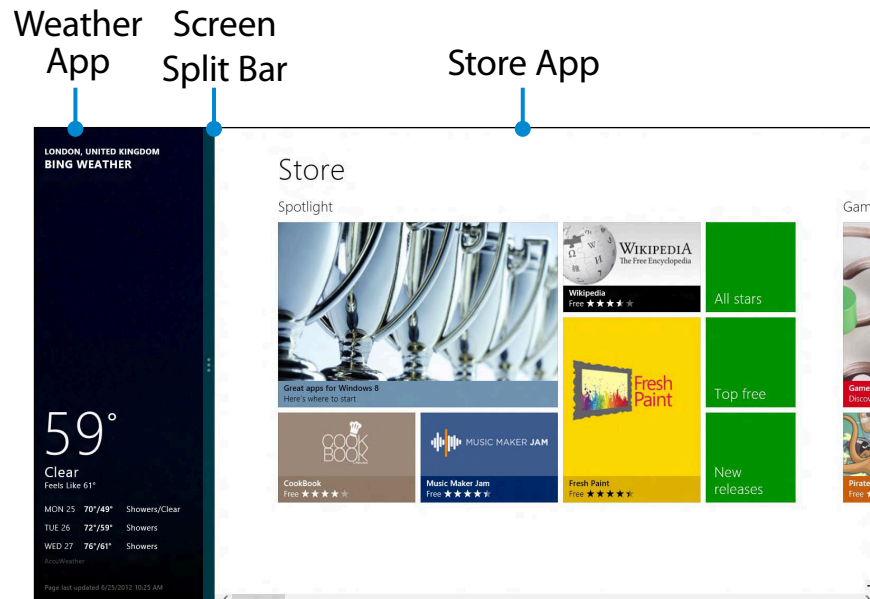 Weather App
Screen Split Bar
Store App
LONDON, UNITED KINGDOM
BING WEATHER
59°
Clear
Feels Like 61°
MON 25 70°/49° Showers/Clear
TUE 26 72°/59° Showers
WED 27 76°/61° Showers
AccuWeather
Page last updated 6/25/2012 10:25 AM
Store
Spotlight
Great apps for Windows 8
Here's where to start
WIKIPEDIA
The Free Encyclopedia
Wikipedia
Free ★★★★★
All stars
Fresh
Paint
Fresh Paint
Free ★★★★★
Top free
COOK
BOOK
CookBook
Free ★★★★★
MUSIC MAKER JAM
Music Maker Jam
Free ★★★★★
New
releases
Gam
Game
Discov
Pirate
Free ★